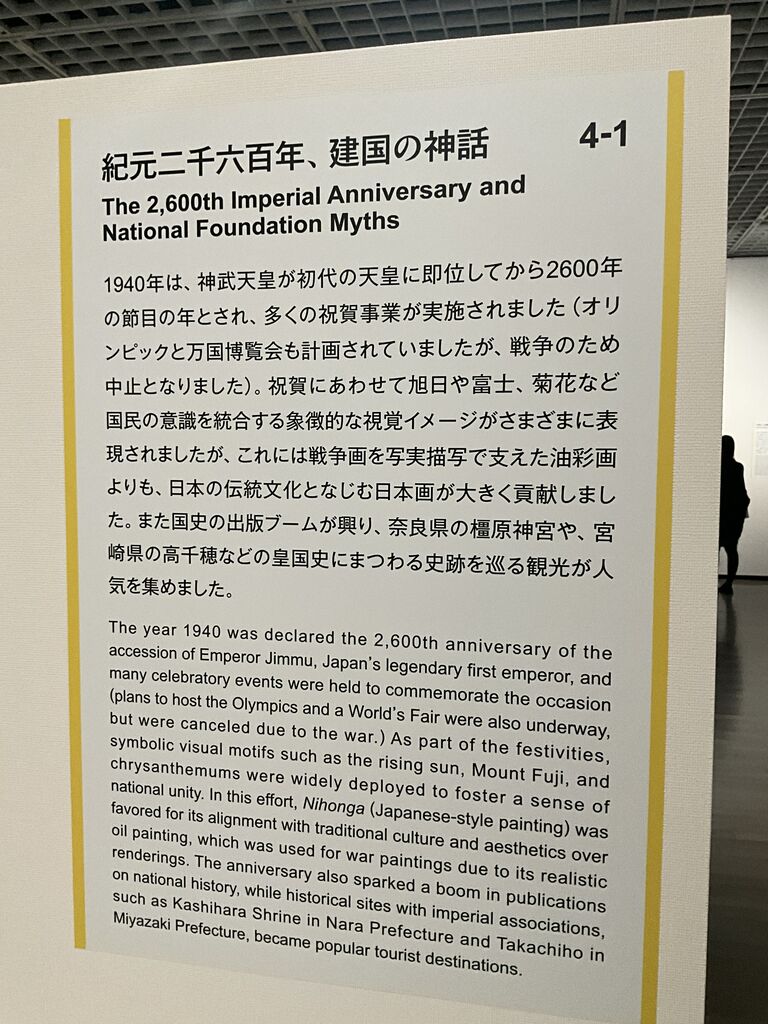 紀元二千六百年、建国の神話 4-1
The 2,600th Imperial Anniversary and
National Foundation Myths
1940年は、神武天皇が初代の天皇に即位してから2600年
の節目の年とされ、多くの祝賀事業が実施されました（オリ
ンピックと万国博覧会も計画されていましたが、戦争のため
中止となりました）。祝賀にあわせて旭日や富士、菊花など
国民の意識を統合する象徴的な視覚イメージがさまざまに表
現されましたが、これには戦争画を写実描写で支えた油彩画
よりも、日本の伝統文化となじむ日本画が大きく貢献しまし
た。また国史の出版ブームが興り、奈良県の橿原神宮や、宮
崎県の高千穂などの皇国史にまつわる史跡を巡る観光が人
気を集めました。
The year 1940 was declared the 2,600th anniversary of the
accession of Emperor Jimmu, Japan's legendary first emperor, and
many celebratory events were held to commemorate the occasion
(plans to host the Olympics and a World's Fair were also underway,
but were canceled due to the war.) As part of the festivities,
symbolic visual motifs such as the rising sun, Mount Fuji, and
chrysanthemums were widely deployed to foster a sense of
national unity. In this effort, Nihonga (Japanese-style painting) was
favored for its alignment with traditional culture and aesthetics over
oil painting, which was used for war paintings due to its realistic
renderings. The anniversary also sparked a boom in publications
on national history, while historical sites with imperial associations,
such as Kashihara Shrine in Nara Prefecture and Takachiho in
Miyazaki Prefecture, became popular tourist destinations.